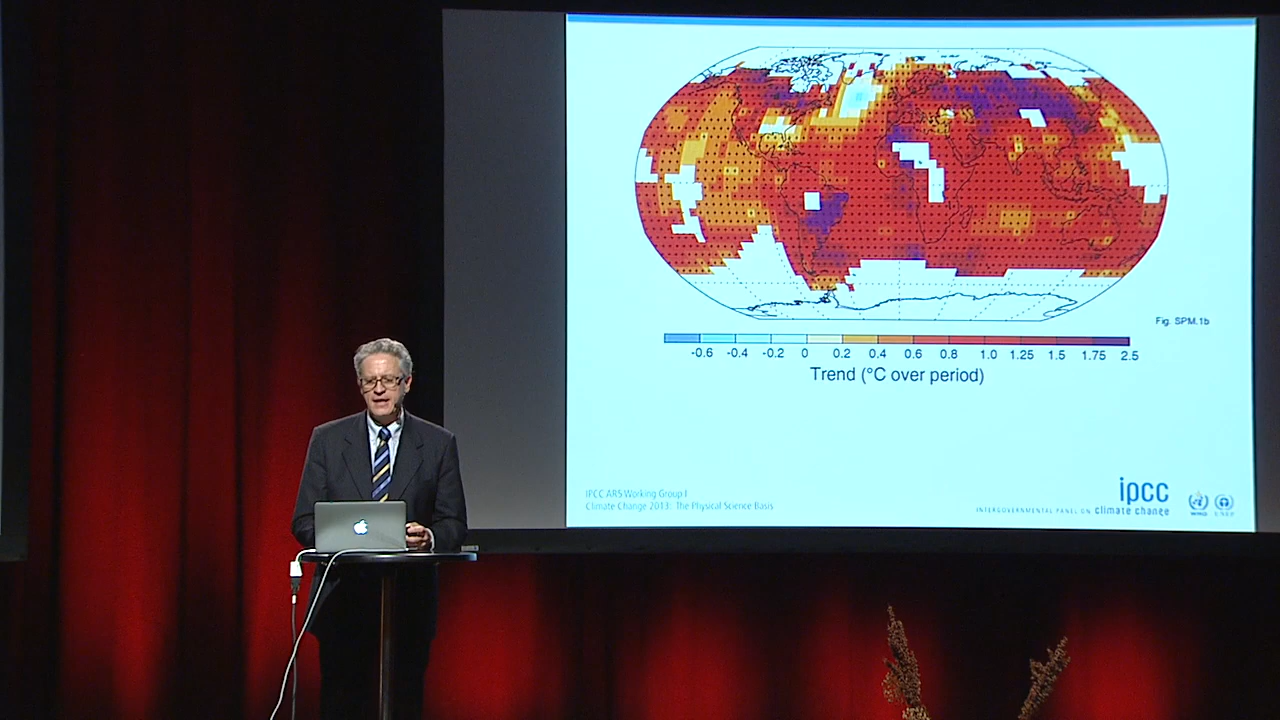 Fig. SPM.1b
-0.6 -0.4 -0.2 0 0.2 0.4 0.6 0.8 1.0 1.25 1.5 1.75 2.5
Trend (°C over period)
IPCC AR5 Working Group I
Climate Change 2013: The Physical Science Basis
ipcc
INTERGOVERNMENTAL PANEL ON climate change
WMO UNEP